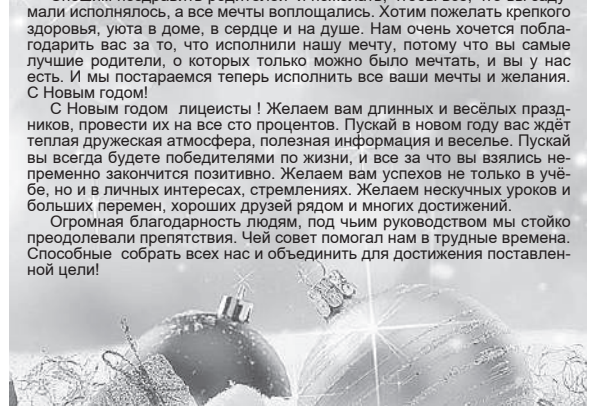 мали исполнялось, а все мечты воплощались. Хотим пожелать крепкого
здоровья, уюта в доме, в сердце и на душе. Нам очень хочется побла-
годарить вас за то, что исполнили нашу мечту, потому что вы самые
лучшие родители, о которых только можно было мечтать, и вы у нас
есть. И мы постараемся теперь исполнить все ваши мечты и желания.
С Новым годом!
С Новым годом  лицеисты ! Желаем вам длинных и весёлых празд-
ников, провести их на все сто процентов. Пускай в новом году вас ждёт
теплая дружеская атмосфера, полезная информация и веселье. Пускай
вы всегда будете победителями по жизни, и все за что вы взялись не-
пременно закончится позитивно. Желаем вам успехов не только в учё-
бе, но и в личных интересах, стремлениях. Желаем нескучных уроков и
больших перемен, хороших друзей рядом и многих достижений.
Огромная благодарность людям, под чьим руководством мы стойко
преодолевали препятствия. Чей совет помогал нам в трудные времена.
Способные  собрать всех нас и объединить для достижения поставлен-
ной цели!